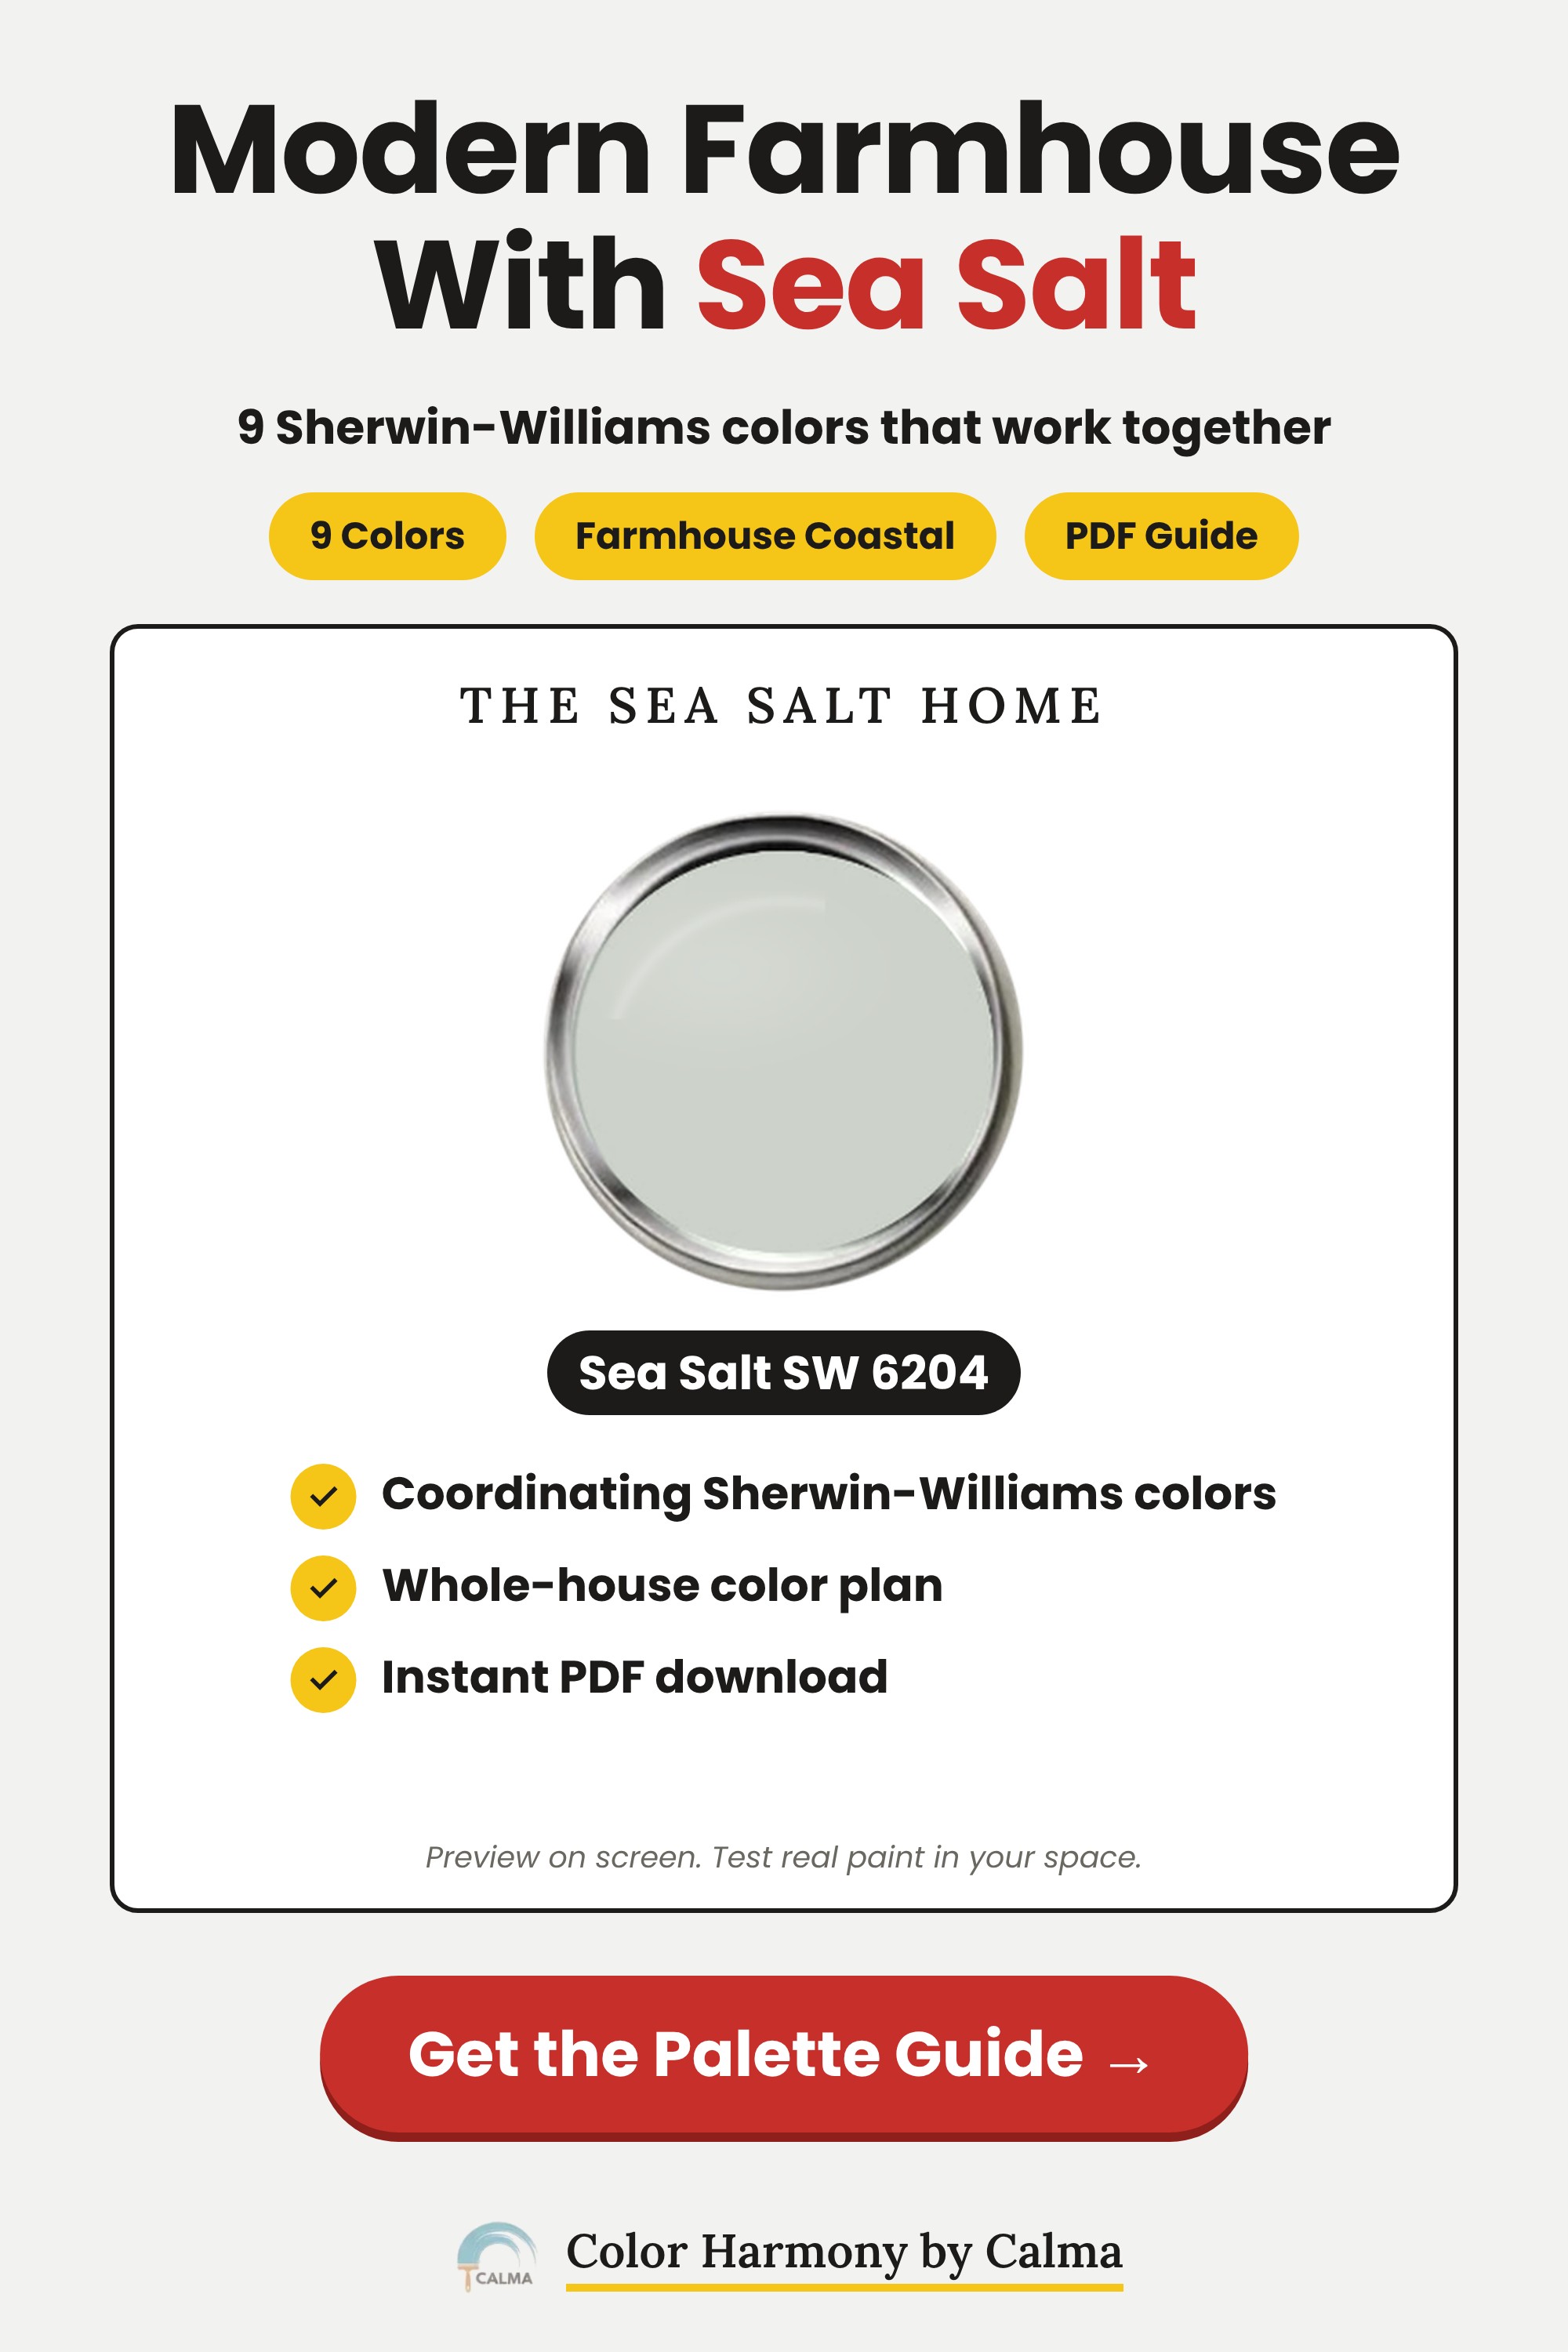 Modern Farmhouse
With Sea Salt
9 Sherwin-Williams colors that work together
9 Colors
Farmhouse Coastal
PDF Guide
THE SEA SALT HOME
Sea Salt SW 6204
Coordinating Sherwin-Williams colors
Whole-house color plan
Instant PDF download
Preview on screen. Test real paint in your space.
Get the Palette Guide →
CALMA
Color Harmony by Calma